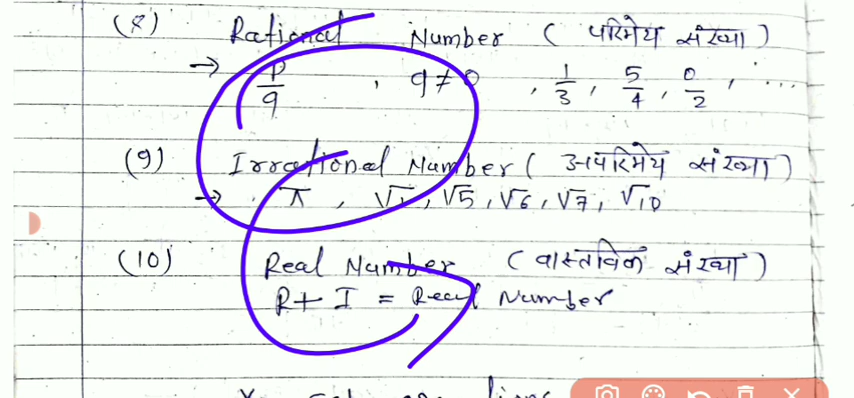 (8) Rational Number ( परिमेय संख्या )
→ p/q , q ≠ 0 , 1/3 , 5/4 , 0/2 , ...
(9) Irrational Number ( अपरिमेय संख्या )
→ π , √5 , √6 , √7 , √10
(10) Real Number ( वास्तविक संख्या )
R + I = Real Number